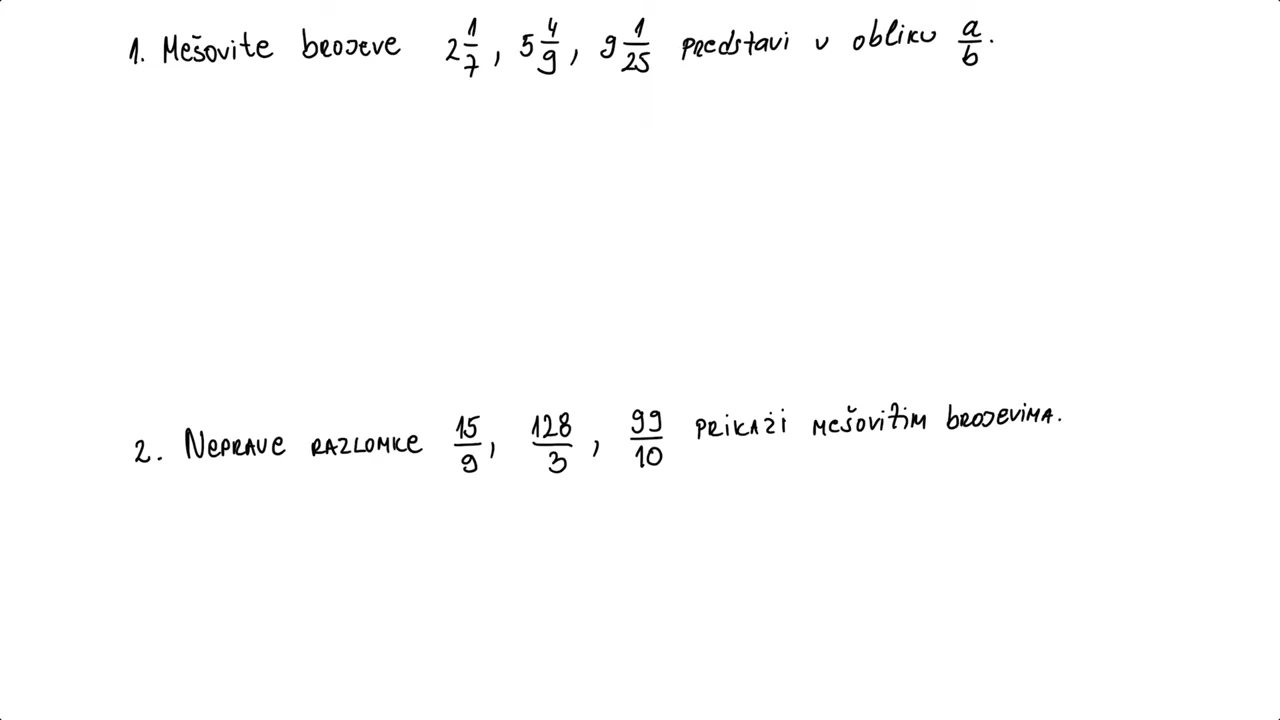 1. Mešovite brojeve 2 1/7, 5 4/9, 9 1/25 predstavi u obliku a/b.
2. NEPRAVE RAZLOMKE 15/9, 128/3, 99/10 PRIKAŽI MEŠOVITIM BROJEVIMA.